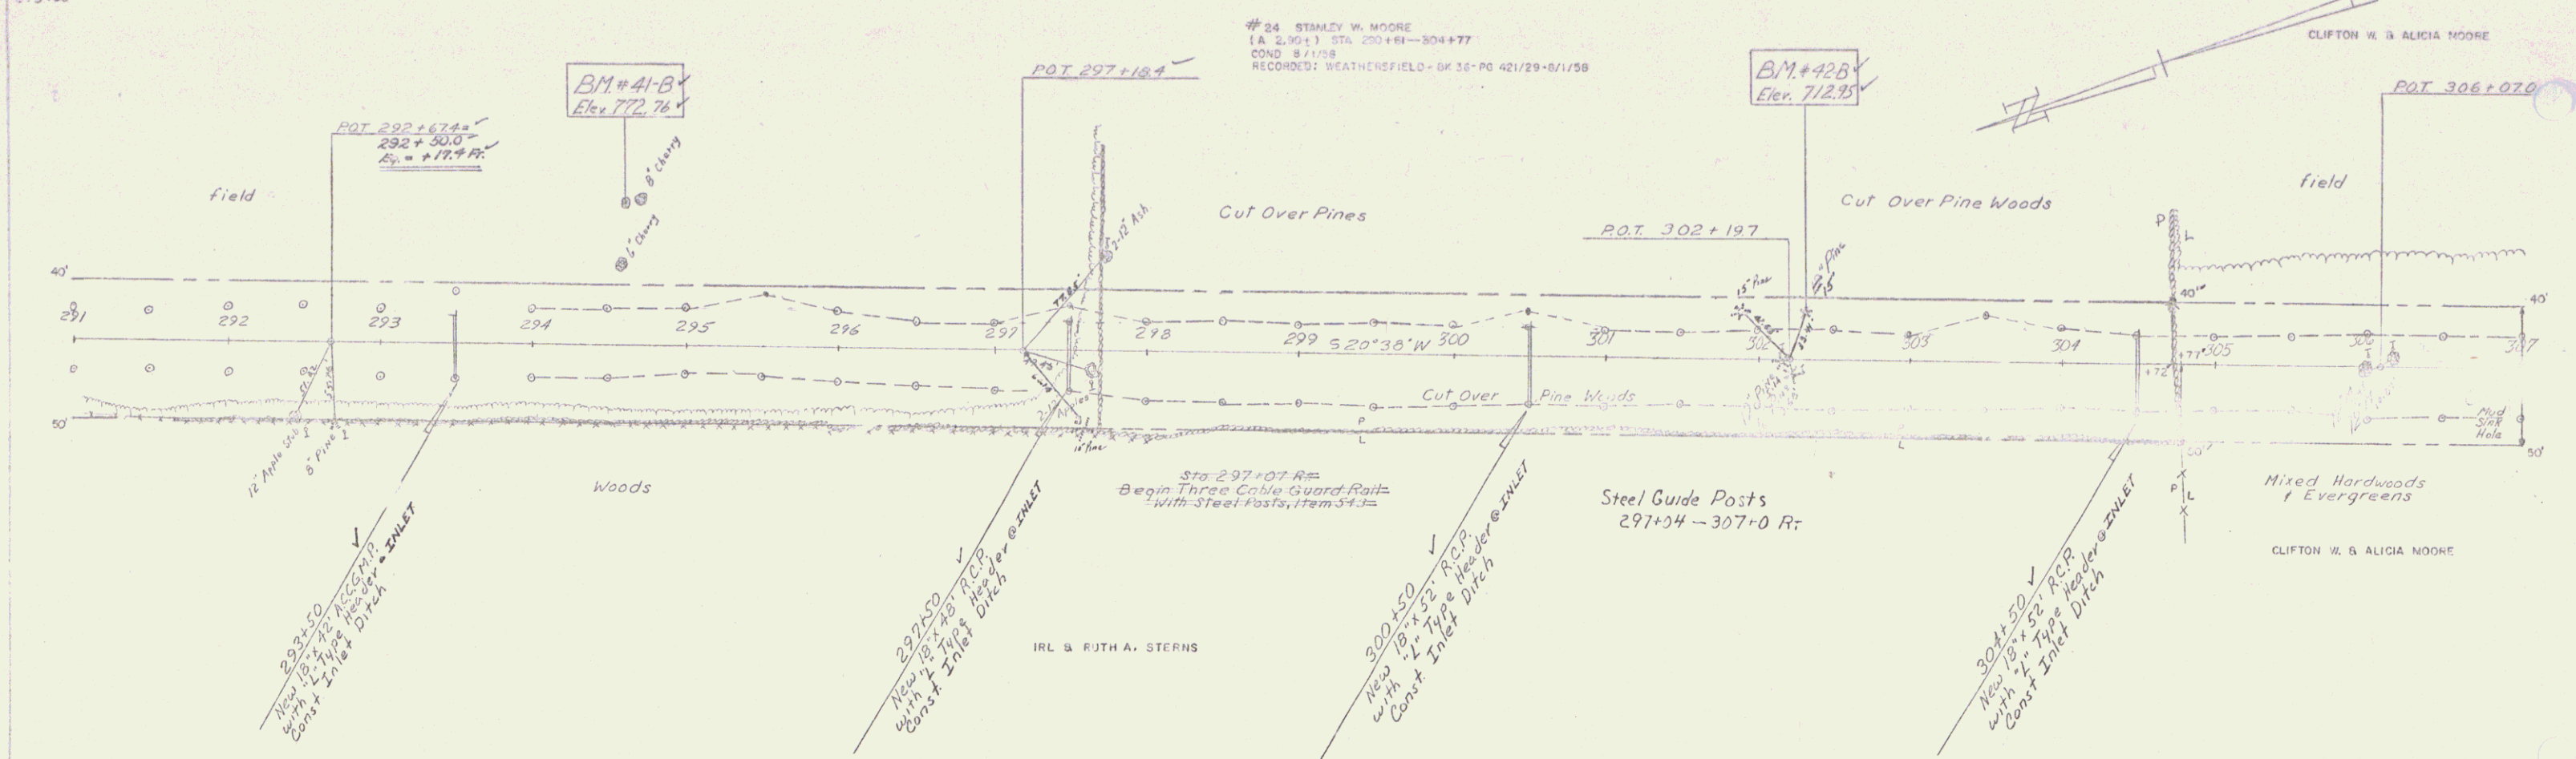 # 24 STANLEY W. MOORE
(A 2.90±) STA 290+61—304+77
COND 8/1/58
RECORDED: WEATHERSFIELD - BK 36 - PG 421/29 - 8/1/58
CLIFTON W. & ALICIA MOORE
B.M. #41-B
Elev. 772.76
P.O.T. 297+18.4
B.M. #42-B
Elev. 712.95
P.O.T. 306+07.0
P.O.T. 292+67.4=
292+50.0
Eq. = +17.4 Ft.
field
8" Cherry
6" Cherry
Cut Over Pines
2-12" Ash
Cut Over Pine Woods
field
P.O.T. 302+19.7
15" Pine
P
L
40'
40'
40'
291
292
293
294
295
296
297
298
299
S 20°38' W
300
301
302
303
304
305
306
307
+77
+72
50'
12" Apple Stub
8" Pine
Cut Over Pine Woods
P
L
L
Mud
Sink
Hole
50'
Woods
Sta 297+07 Rt
Begin Three Cable Guard Rail
With Steel Posts, Item 543
Steel Guide Posts
297+04 — 307+0 RT
Mixed Hardwoods
& Evergreens
P
L
CLIFTON W. & ALICIA MOORE
293+50
New 18" x 42' A.C.C.G.M.P.
with "L" Type Header @ INLET
Const. Inlet Ditch
297+50
New 18" x 48' R.C.P.
with "L" Type Header @ INLET
Const. Inlet Ditch
IRL & RUTH A. STERNS
300+50
New 18" x 52' R.C.P.
with "L" Type Header @ INLET
Const. Inlet Ditch
304+50
New 18" x 52' R.C.P.
with "L" Type Header @ INLET
Const Inlet Ditch